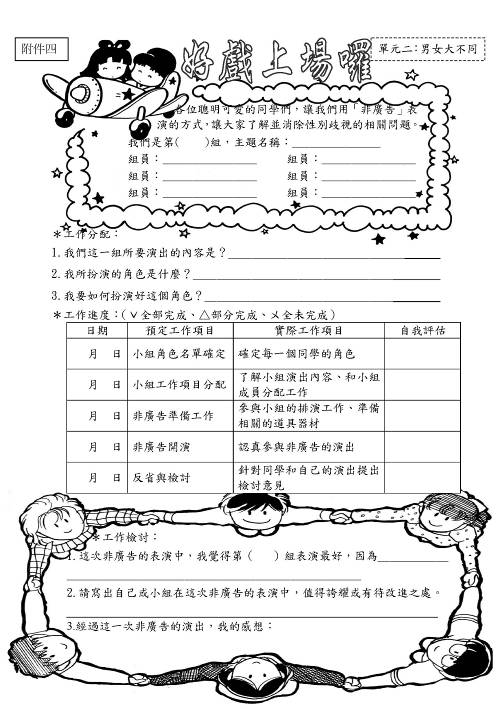 附件四
好戲上場囉
單元二:男女大不同
各位聰明可愛的同學們,讓我們用「非廣告」表
演的方式,讓大家了解並消除性別歧視的相關問題。
我們是第( )組,主題名稱:
組員: 組員:
組員: 組員:
組員: 組員:
*工作分配:
1.我們這一組所要演出的內容是?
2.我所扮演的角色是什麼?
3.我要如何扮演好這個角色?
*工作進度:(∨全部完成、△部分完成、ㄨ全未完成)
日期 預定工作項目 實際工作項目 自我評估
月 日 小組角色名單確定 確定每一個同學的角色
月 日 小組工作項目分配 了解小組演出內容、和小組
成員分配工作
月 日 非廣告準備工作 參與小組的排演工作、準備
相關的道具器材
月 日 非廣告開演 認真參與非廣告的演出
月 日 反省與檢討 針對同學和自己的演出提出
檢討意見
*工作檢討:
1.這次非廣告的表演中,我覺得第( )組表演最好,因為
2.請寫出自己或小組在這次非廣告的表演中,值得誇耀或有待改進之處。
3.經過這一次非廣告的演出,我的感想: